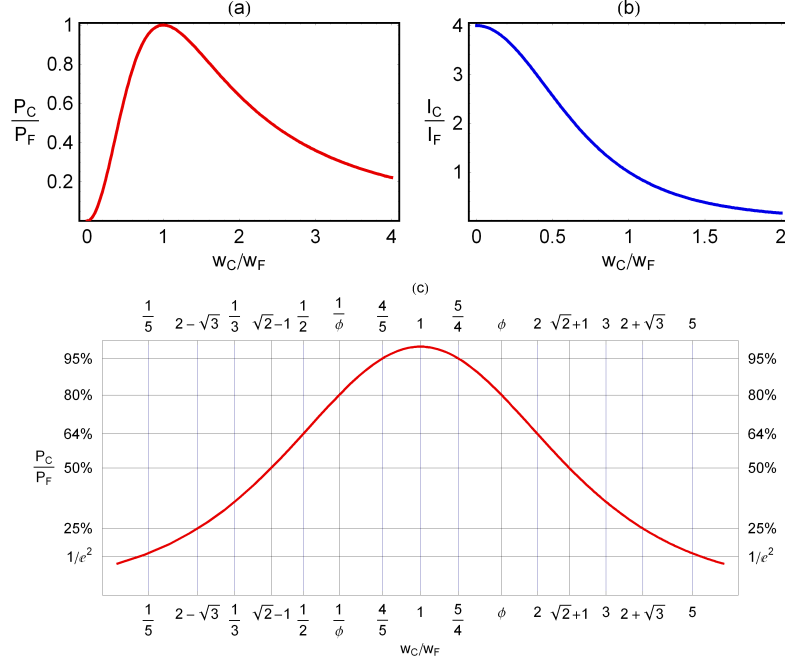 (a)
1
0.8
0.6
0.4
0.2
P_C/P_F
0 1 2 3 4
w_C/w_F
(b)
4
3
2
1
I_C/I_F
0 0.5 1 1.5 2
w_C/w_F
(c)
1/5 2-√3 1/3 √2-1 1/2 1/ϕ 4/5 1 5/4 ϕ 2 √2+1 3 2+√3 5
95% 95%
80% 80%
64% 64%
P_C/P_F
50% 50%
25% 25%
1/e² 1/e²
1/5 2-√3 1/3 √2-1 1/2 1/ϕ 4/5 1 5/4 ϕ 2 √2+1 3 2+√3 5
w_C/w_F